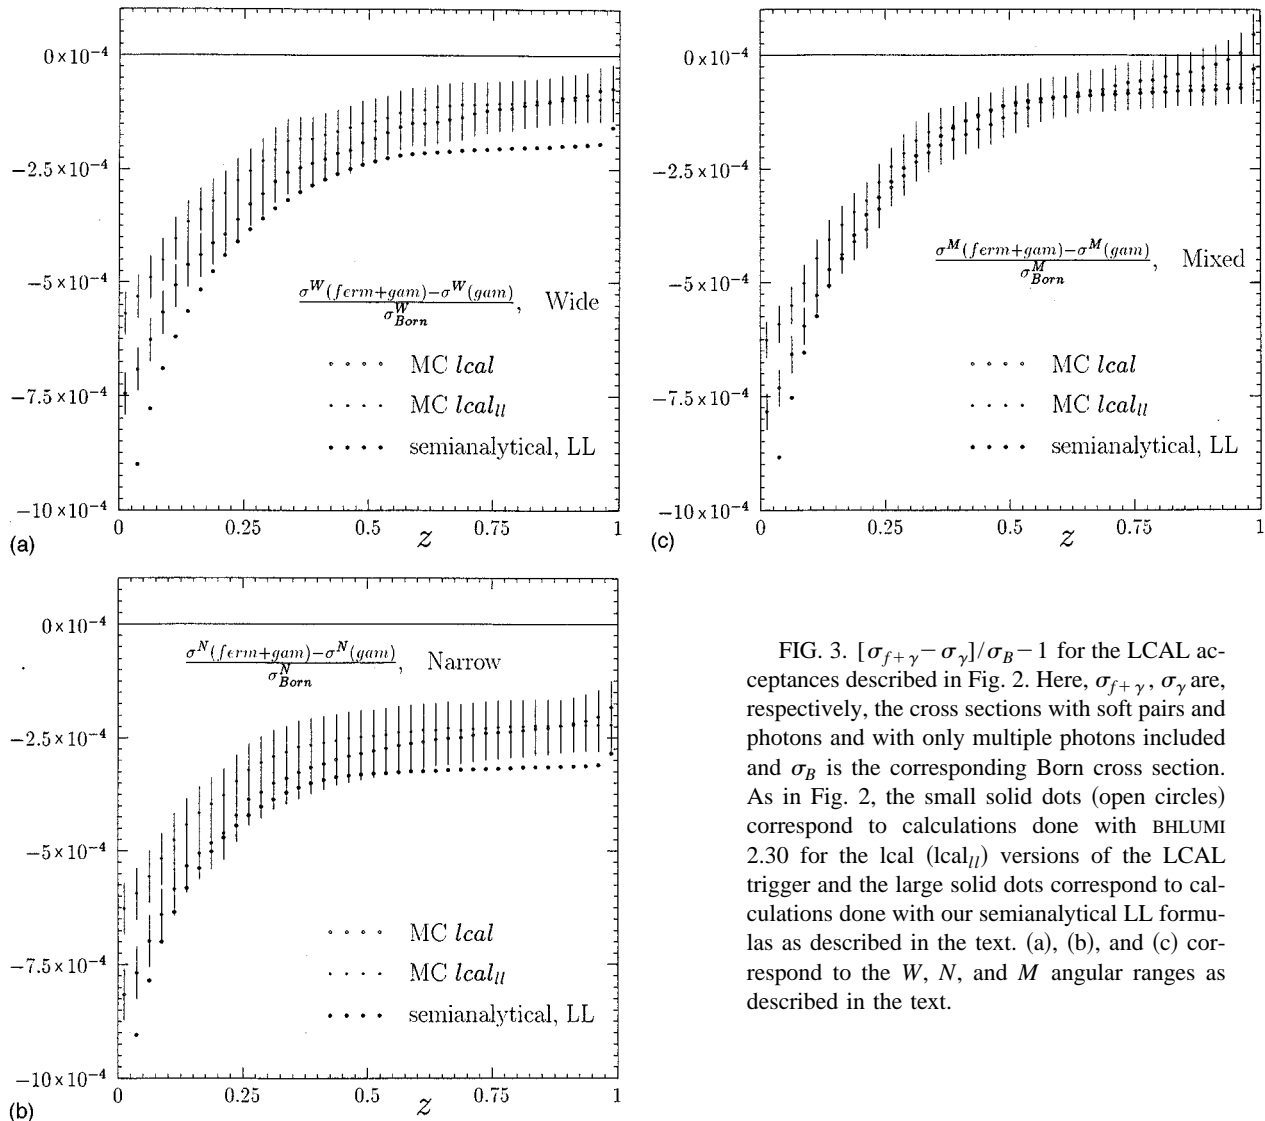 0×10⁻⁴
−2.5×10⁻⁴
−5×10⁻⁴
−7.5×10⁻⁴
−10×10⁻⁴
0 0.25 0.5 0.75 1
z
(a)
σ^W(ferm+gam)−σ^W(gam) / σ^W_Born, Wide
MC lcal
MC lcal_ll
semianalytical, LL
0×10⁻⁴
−2.5×10⁻⁴
−5×10⁻⁴
−7.5×10⁻⁴
−10×10⁻⁴
0 0.25 0.5 0.75 1
z
(c)
σ^M(ferm+gam)−σ^M(gam) / σ^M_Born, Mixed
MC lcal
MC lcal_ll
semianalytical, LL
0×10⁻⁴
−2.5×10⁻⁴
−5×10⁻⁴
−7.5×10⁻⁴
−10×10⁻⁴
0 0.25 0.5 0.75 1
z
(b)
σ^N(ferm+gam)−σ^N(gam) / σ^N_Born, Narrow
MC lcal
MC lcal_ll
semianalytical, LL
FIG. 3. [σ_{f+γ}−σ_γ]/σ_B−1 for the LCAL ac-
ceptances described in Fig. 2. Here, σ_{f+γ}, σ_γ are,
respectively, the cross sections with soft pairs and
photons and with only multiple photons included
and σ_B is the corresponding Born cross section.
As in Fig. 2, the small solid dots (open circles)
correspond to calculations done with BHLUMI
2.30 for the lcal (lcal_ll) versions of the LCAL
trigger and the large solid dots correspond to cal-
culations done with our semianalytical LL formu-
las as described in the text. (a), (b), and (c) cor-
respond to the W, N, and M angular ranges as
described in the text.